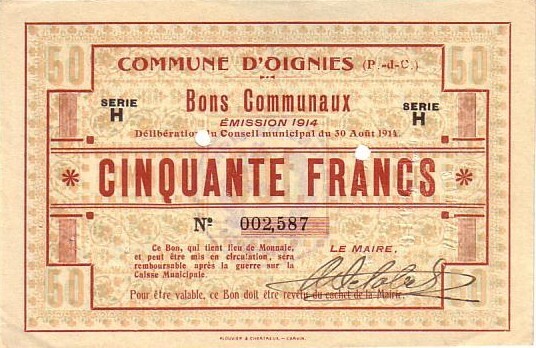 50 50
COMMUNE D'OIGNIES (P.-d-C.)
SERIE H
Bons Communaux
SERIE H
ÉMISSION 1914
Délibération du Conseil municipal du 30 Août 1914.
* CINQUANTE FRANCS *
No 002,587
Ce Bon, qui tient lieu de Monnaie,
et peut être mis en circulation, sera
remboursable après la guerre sur la
Caisse Municipale.
LE MAIRE,
Pour être valable, ce Bon doit être revêtu du cachet de la Mairie.
50 50
PLOUVIER & CHARTREUX - CARVIN.